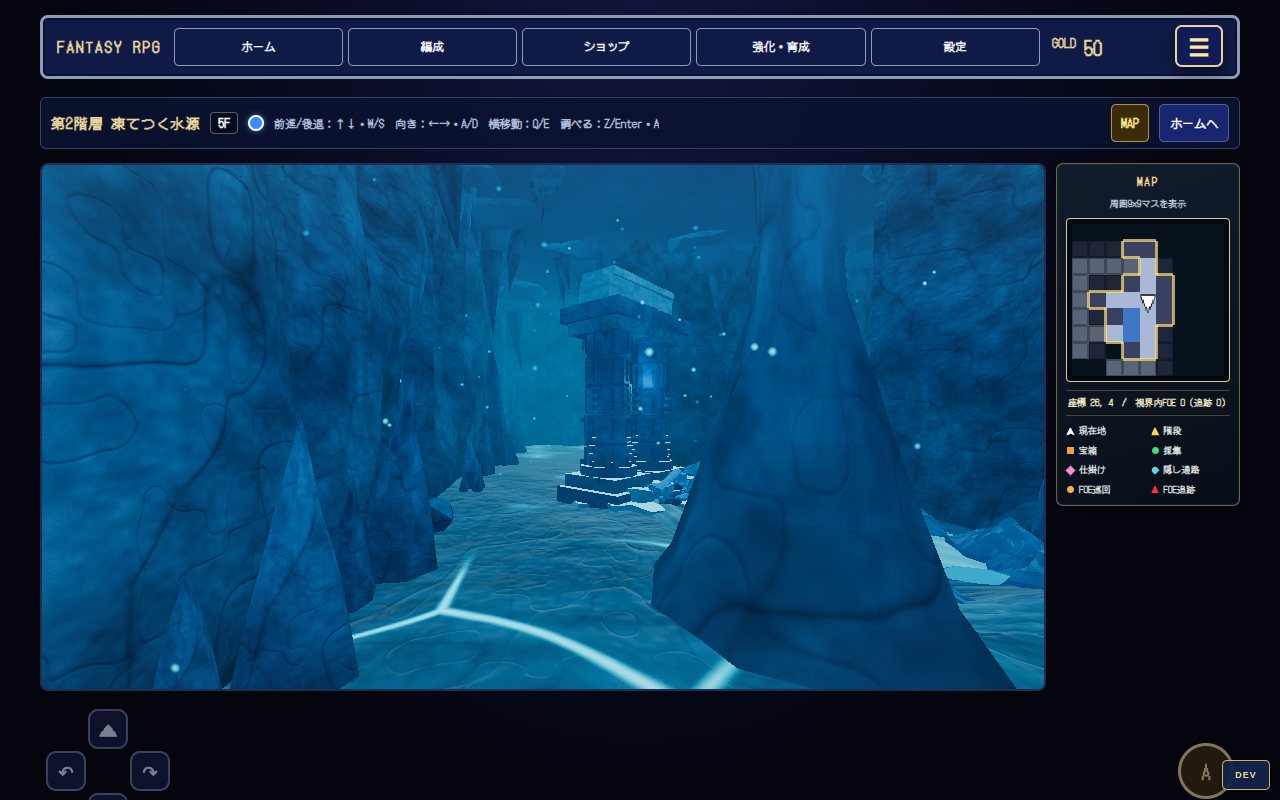 FANTASY RPG
ホーム
編成
ショップ
強化・育成
設定
GOLD 50
第2階層 凍てつく水源
5F
前進/後退：↑↓・W/S 向き：←→・A/D 横移動：Q/E 調べる：Z/Enter・A
MAP
ホームへ
MAP
周囲9x9マスを表示
座標 26, 4 / 視界内FOE 0（追跡 0）
現在地
階段
宝箱
採集
仕掛け
隠し通路
FOE巡回
FOE追跡
A
DEV